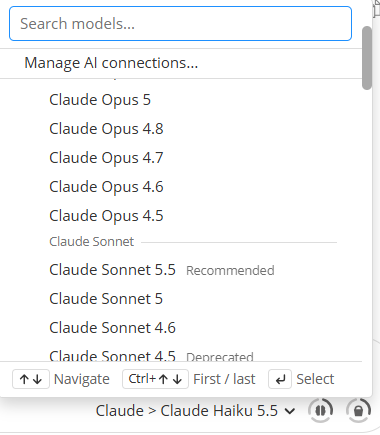 Search models...
Manage AI connections...
Claude Opus 5
Claude Opus 4.8
Claude Opus 4.7
Claude Opus 4.6
Claude Opus 4.5
Claude Sonnet
Claude Sonnet 5.5 Recommended
Claude Sonnet 5
Claude Sonnet 4.6
Claude Sonnet 4.5 Deprecated
↑↓ Navigate Ctrl+↑↓ First / last ↵ Select
Claude > Claude Haiku 5.5